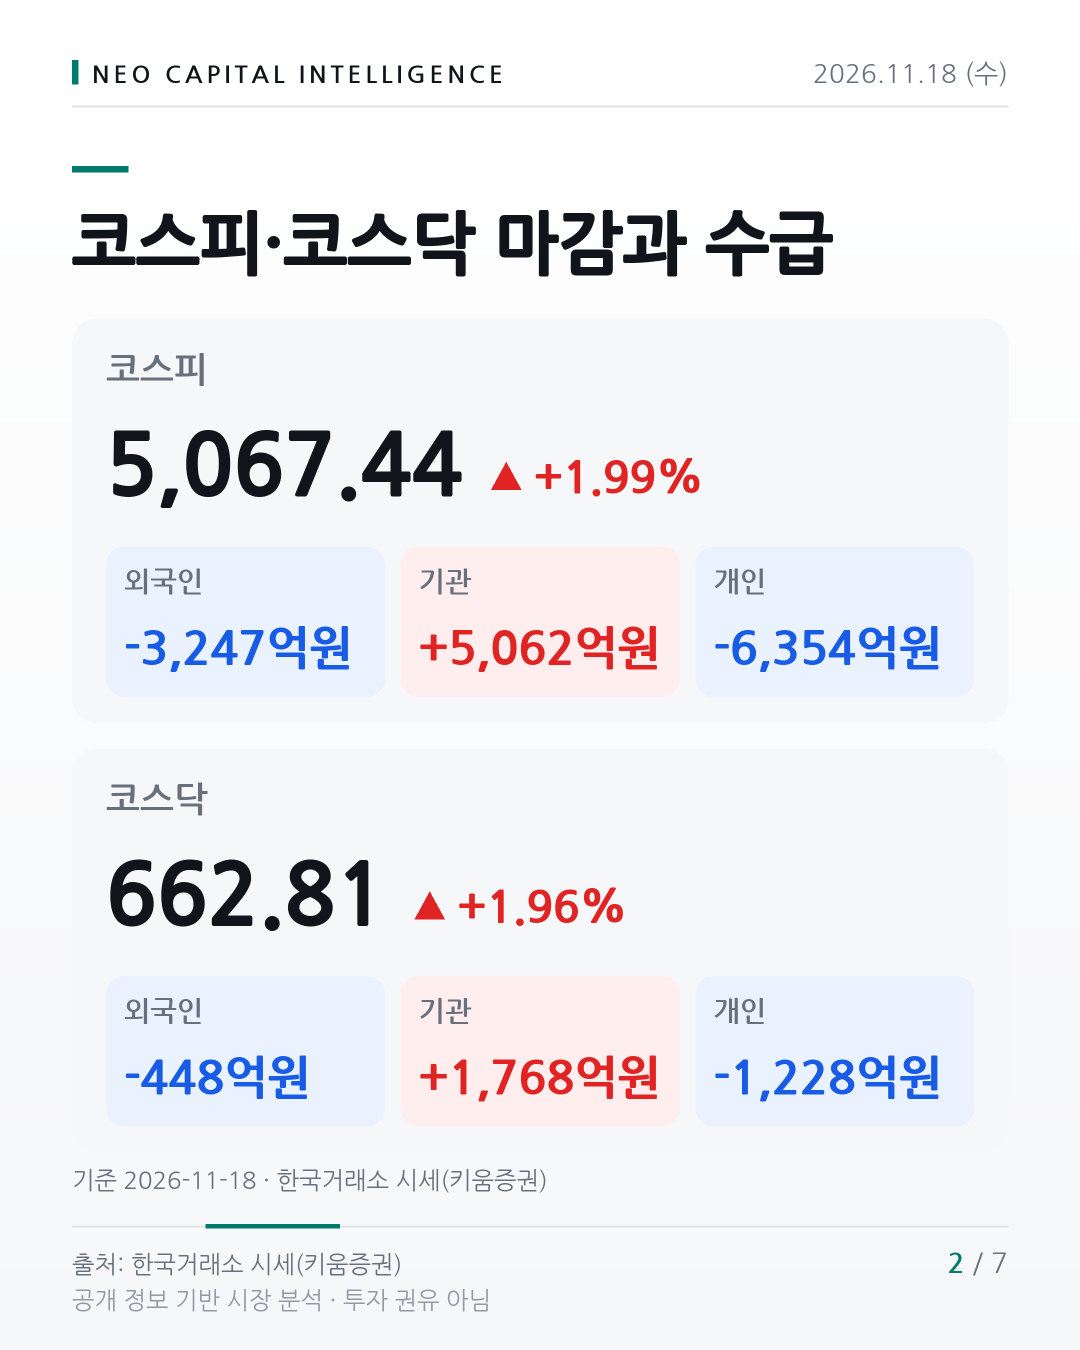 NEO CAPITAL INTELLIGENCE
2026.11.18 (수)
코스피·코스닥 마감과 수급
코스피
5,067.44 ▲ +1.99%
외국인
-3,247억원
기관
+5,062억원
개인
-6,354억원
코스닥
662.81 ▲ +1.96%
외국인
-448억원
기관
+1,768억원
개인
-1,228억원
기준 2026-11-18 · 한국거래소 시세(키움증권)
출처: 한국거래소 시세(키움증권)
2 / 7
공개 정보 기반 시장 분석 · 투자 권유 아님